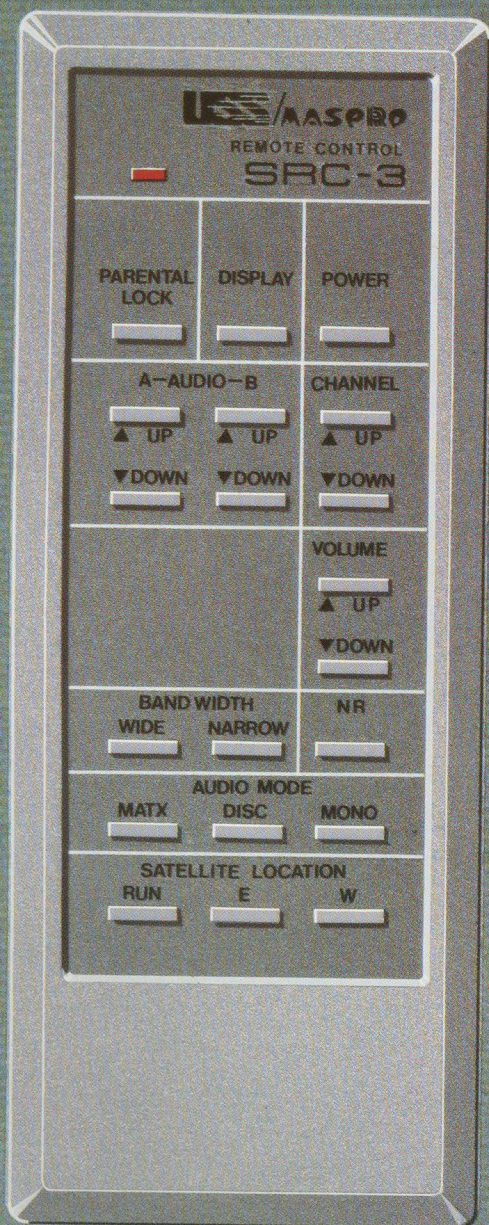 US/MASPRO
REMOTE CONTROL
SRC-3
PARENTAL LOCK DISPLAY POWER
A—AUDIO—B CHANNEL
▲ UP ▲ UP ▲ UP
▼DOWN ▼DOWN ▼DOWN
VOLUME
▲ UP
▼DOWN
BAND WIDTH NR
WIDE NARROW
AUDIO MODE
MATX DISC MONO
SATELLITE LOCATION
RUN E W